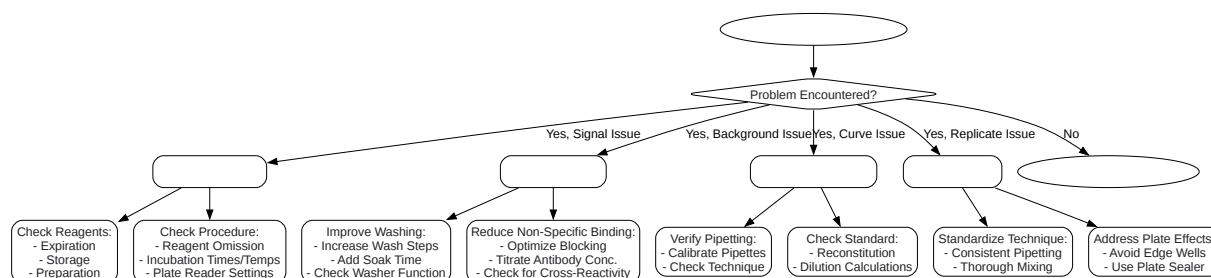 Problem Encountered?
Yes, Signal Issue
Yes, Background Issue
Yes, Curve Issue
Yes, Replicate Issue
No
Check Reagents:
- Expiration
- Storage
- Preparation
Check Procedure:
- Reagent Omission
- Incubation Times/Temps
- Plate Reader Settings
Improve Washing:
- Increase Wash Steps
- Add Soak Time
- Check Washer Function
Reduce Non-Specific Binding:
- Optimize Blocking
- Titrate Antibody Conc.
- Check for Cross-Reactivity
Verify Pipetting:
- Calibrate Pipettes
- Check Technique
Check Standard:
- Reconstitution
- Dilution Calculations
Standardize Technique:
- Consistent Pipetting
- Thorough Mixing
Address Plate Effects:
- Avoid Edge Wells
- Use Plate Sealer